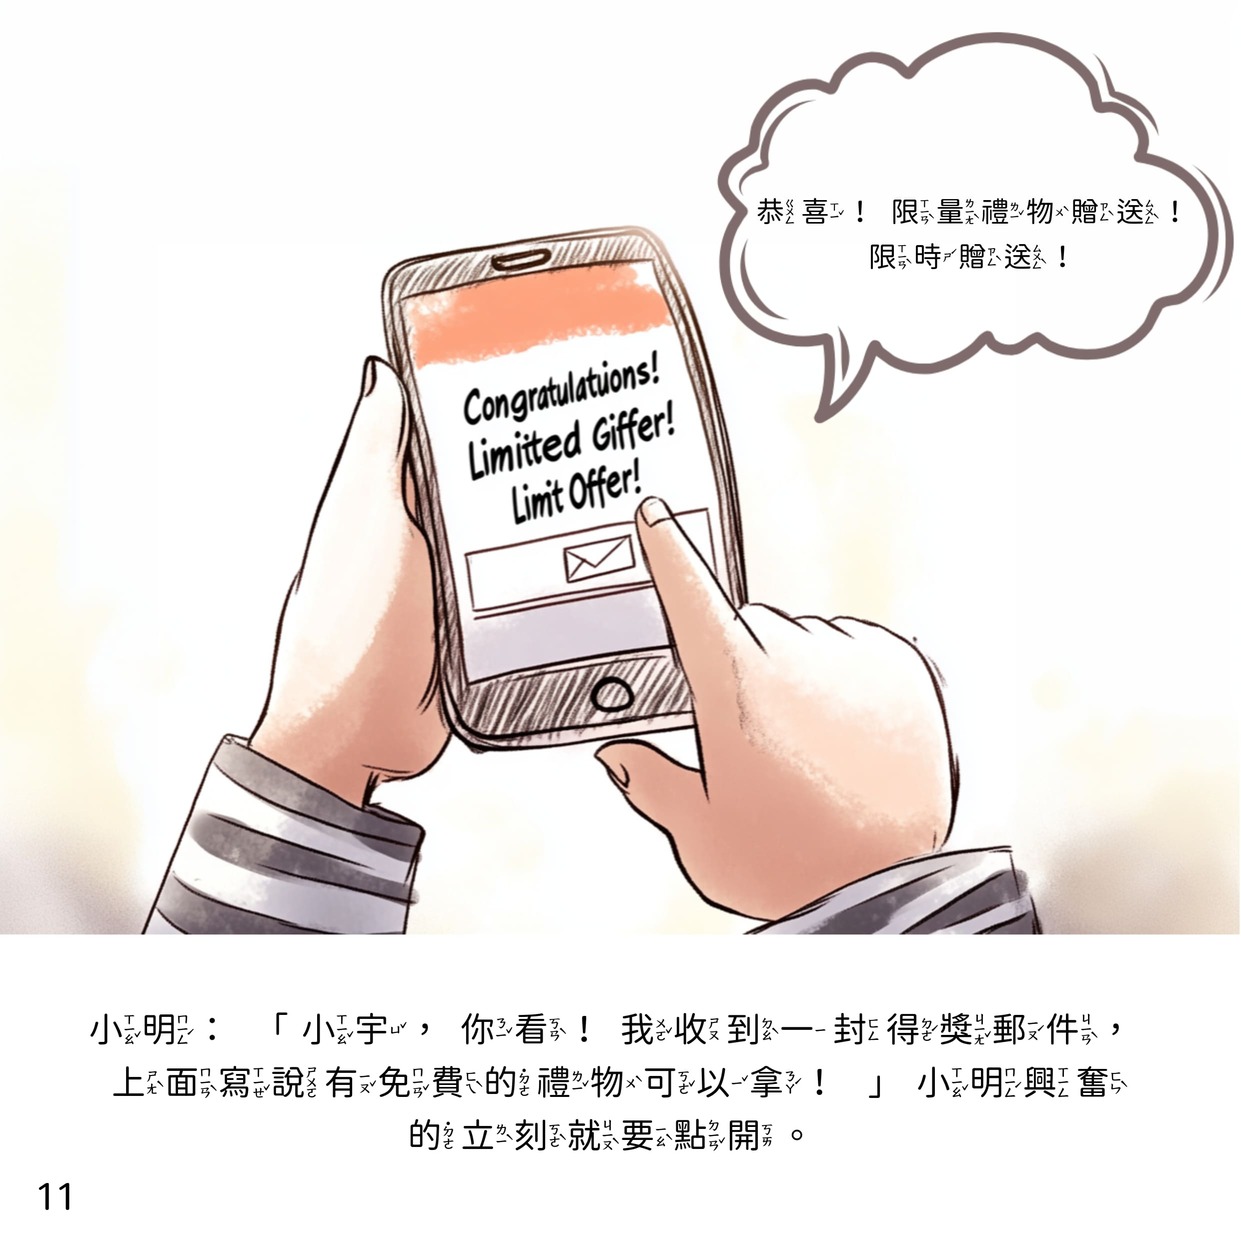 恭喜！ 限量禮物贈送！
限時贈送！
Congratulatuons!
Limitted Giffer!
Limit Offer!
小明： 「 小宇， 你看！ 我收到一封得獎郵件，
上面寫說有免費的禮物可以拿！ 」 小明興奮
的立刻就要點開。
11